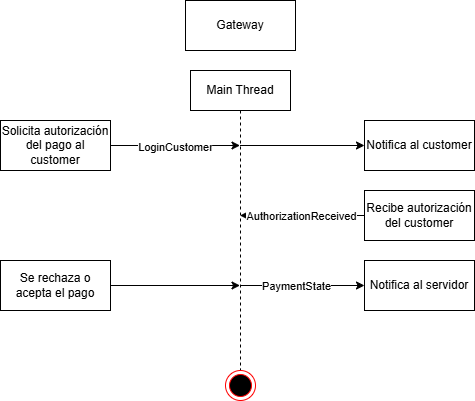 Gateway
Main Thread
Solicita autorización
del pago al
customer
LoginCustomer
Notifica al customer
AuthorizationReceived
Recibe autorización
del customer
Se rechaza o
acepta el pago
PaymentState
Notifica al servidor